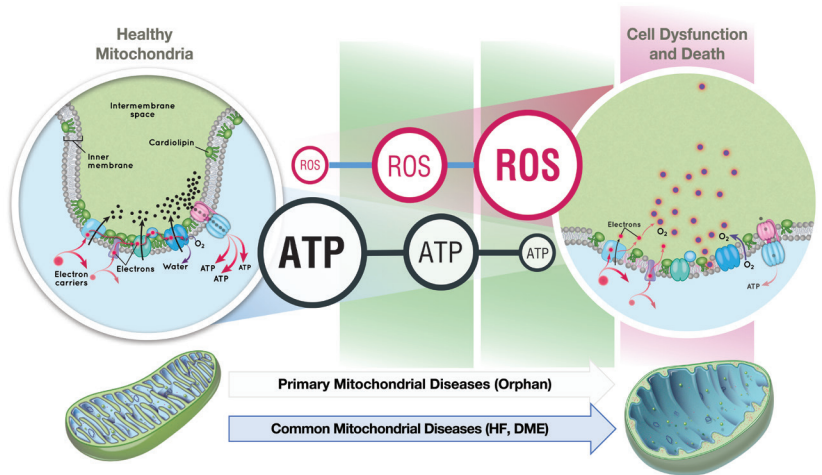 Healthy
Mitochondria
Cell Dysfunction
and Death
Intermembrane
space
Cardiolipin
Inner
membrane
O2
Electron
carriers
Electrons
Water
ATP
ATP
ATP
ROS
ROS
ROS
ATP
ATP
ATP
Electrons
O2
O2
ATP
Primary Mitochondrial Diseases (Orphan)
Common Mitochondrial Diseases (HF, DME)